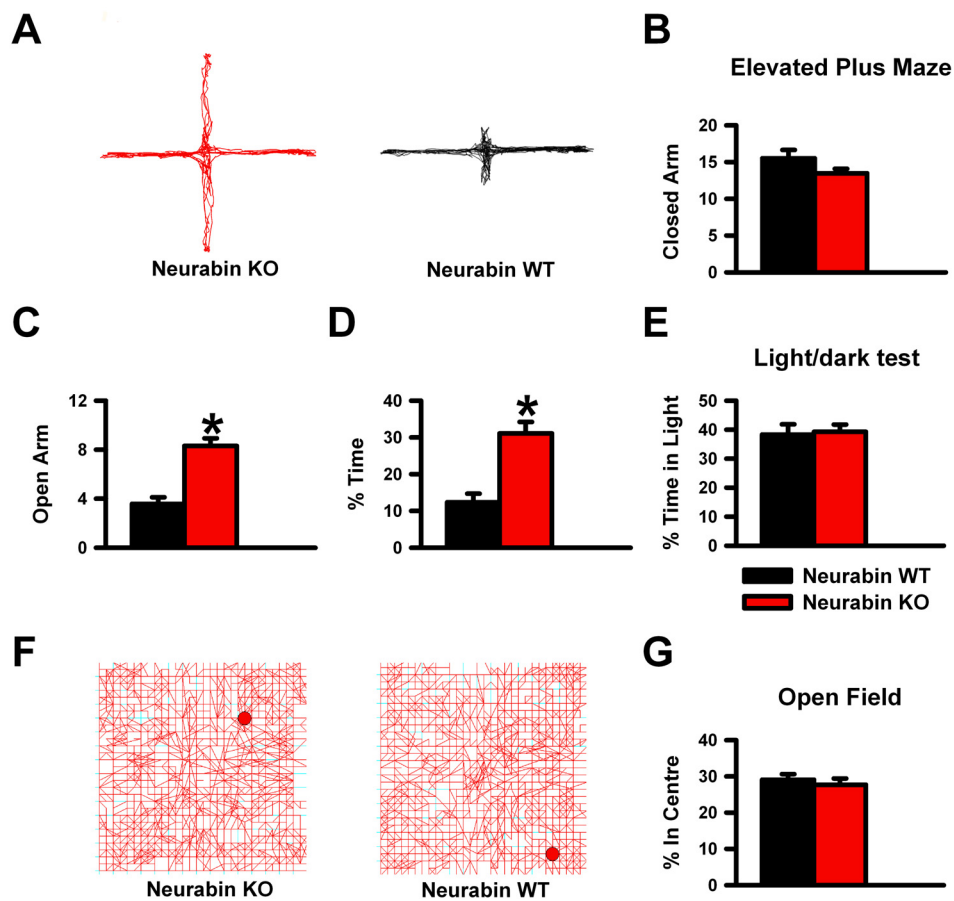 A
Neurabin KO
Neurabin WT
B
Elevated Plus Maze
Closed Arm
20
15
10
5
0
C
Open Arm
12
8
4
0
*
D
% Time
40
30
20
10
0
*
E
Light/dark test
% Time in Light
50
40
30
20
10
0
Neurabin WT
Neurabin KO
F
Neurabin KO
Neurabin WT
G
Open Field
% In Centre
40
30
20
10
0